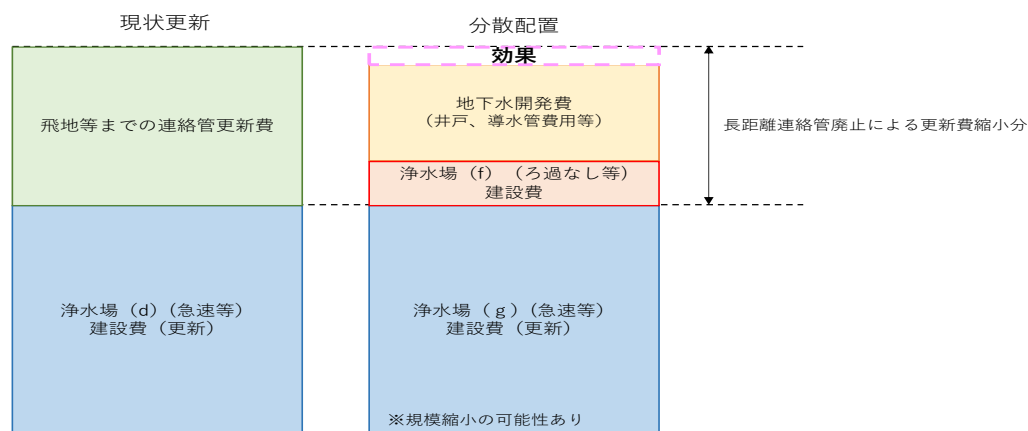 現状更新
分散配置
効果
飛地等までの連絡管更新費
地下水開発費
（井戸、導水管費用等）
長距離連絡管廃止による更新費縮小分
浄水場（f）（ろ過なし等）
建設費
浄水場（d）（急速等）
建設費（更新）
浄水場（ｇ）（急速等）
建設費（更新）
※規模縮小の可能性あり